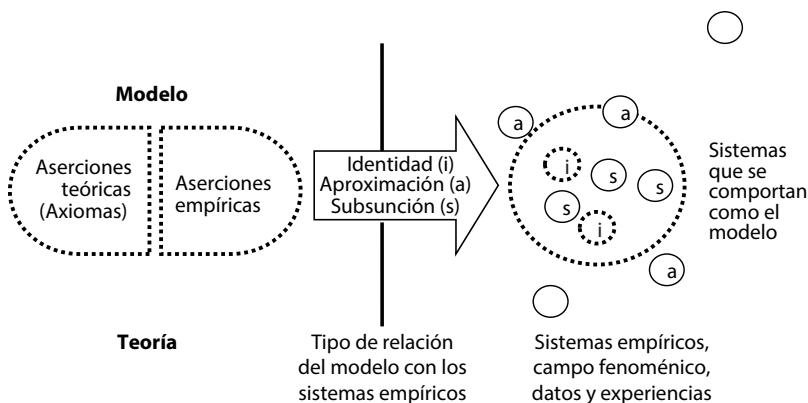 Modelo
Aserciones
teóricas
(Axiomas)
Aserciones
empíricas
Identidad (i)
Aproximación (a)
Subsunción (s)
a
a
i
s
s
s
i
a
Sistemas
que se
comportan
como el
modelo
Teoría
Tipo de relación
del modelo con los
sistemas empíricos
Sistemas empíricos,
campo fenoménico,
datos y experiencias